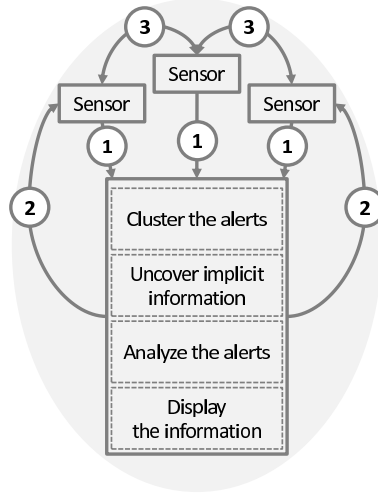 3
3
Sensor
Sensor
Sensor
1
1
1
2
2
Cluster the alerts
Uncover implicit
information
Analyze the alerts
Display
the information